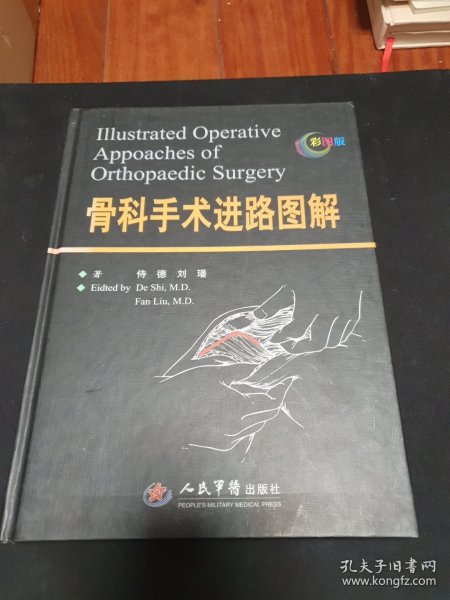 Illustrated Operative
Appoaches of
Orthopaedic Surgery
彩图版
骨科手术进路图解
著 侍德 刘璠
Eidted by De Shi, M.D.
Fan Liu, M.D.
人民軍醫出版社
PEOPLE'S MILITARY MEDICAL PRESS
孔夫子旧书网
www.kongfz.com